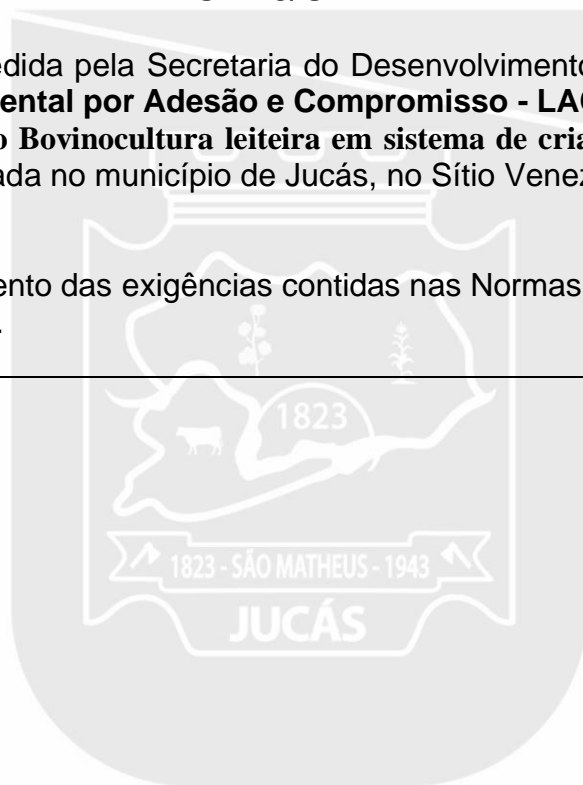 edida pela Secretaria do Desenvolvimento
ental por Adesão e Compromisso - LAC
o Bovinocultura leiteira em sistema de cria
ada no município de Jucás, no Sítio Venez
ento das exigências contidas nas Normas
.
1823
1823 - SÃO MATHEUS - 1943
JUCÁS